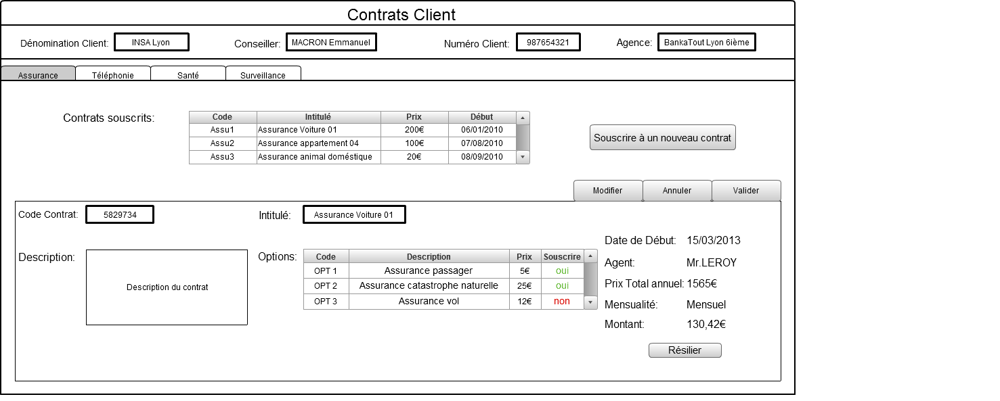 Contrats Client
Dénomination Client: INSA Lyon Conseiller: MACRON Emmanuel Numéro Client: 987654321 Agence: BankaTout Lyon 6ième
Assurance Téléphonie Santé Surveillance
Contrats souscrits:
Code Intitulé Prix Début
Assu1 Assurance Voiture 01 200€ 06/01/2010
Assu2 Assurance appartement 04 100€ 07/08/2010
Assu3 Assurance animal doméstique 20€ 08/09/2010
Souscrire à un nouveau contrat
Modifier Annuler Valider
Code Contrat: 5829734 Intitulé: Assurance Voiture 01
Description: Description du contrat
Options:
Code Description Prix Souscrire
OPT 1 Assurance passager 5€ oui
OPT 2 Assurance catastrophe naturelle 25€ oui
OPT 3 Assurance vol 12€ non
Date de Début: 15/03/2013
Agent: Mr.LEROY
Prix Total annuel: 1565€
Mensualité: Mensuel
Montant: 130,42€
Résilier